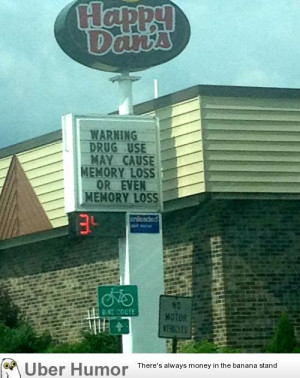 Happy
Dan's
WARNING
DRUG USE
MAY CAUSE
MEMORY LOSS
OR EVEN
MEMORY LOSS
unleaded
BIKE ROUTE
NO
MOTOR
VEHICLES
Uber Humor
There's always money in the banana stand